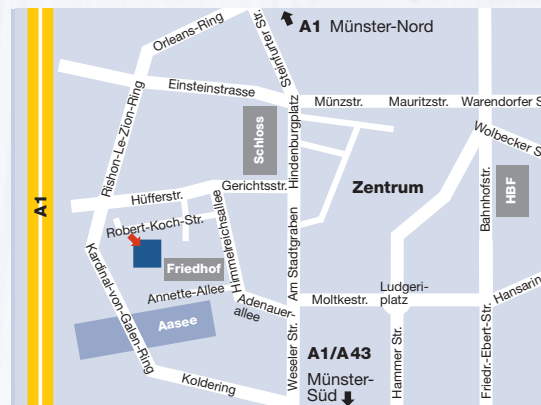 Orleans-Ring
Steinfurter Str.
A1 Münster-Nord
Einsteinstrasse
Münzstr.
Mauritzstr.
Warendorfer S
Wolbecker S
Rishon-Le-Zion-Ring
Schloss
Hindenburgplatz
A1
Hüfferstr.
Gerichtsstr.
Zentrum
HBF
Bahnhofstr.
Robert-Koch-Str.
Himmelreichsallee
Am Stadtgraben
Friedhof
Kardinal-von-Galen-Ring
Annette-Allee
Adenauer-
allee
Moltkestr.
Ludgeri-
platz
Hansarin
Aasee
Weseler Str.
A1/A43
Münster-
Süd
Hammer Str.
Friedr.-Ebert-Str.
Koldering